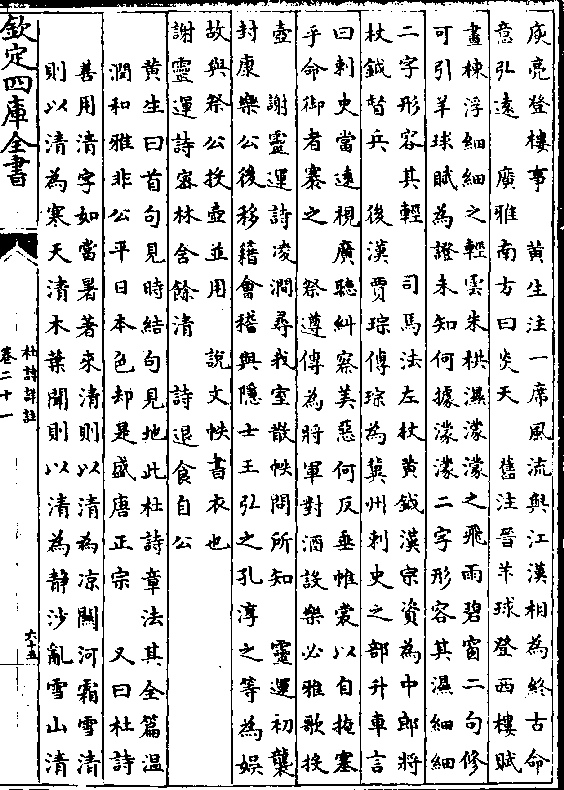 庾亮登樓事　黄生注一席風流與江漢相為終古命
意弘遠　廣雅南方曰炎天　舊注晉羊球登西樓賦
畫棟浮細細之輕雲朱栱濕濛濛之飛雨碧窗二句修
可引羊球賦為證未知何據濛濛二字形容其濕細細
二字形容其輕　司馬法左杖黄鉞漢宗資為中郎將
杖鉞督兵　後漢賈琮傳琮為冀州刺史之部升車言
曰刺史當遠視廣聽糾察美惡何反垂帷裳以自掩塞
乎命御者褰之　祭遵傳為將軍對酒設樂必雅歌投
壺　謝靈運詩凌澗尋我室散帙問所知　靈運初襲
封康樂公後移籍會稽與隱士王弘之孔淳之等為娛
故與祭公投壺並用　説文帙書衣也
謝靈運詩密林含餘清　詩退食自公
黄生曰首句見時結句見地此杜詩章法其全篇温
潤和雅非公平日本色却是盛唐正宗　又曰杜詩
善用清字如當暑著來清則以清為凉關河霜雪清
則以清為寒天清木葉聞則以清為静沙亂雪山清
欽定四庫全書
杜詩詳註
卷二十一
六十五